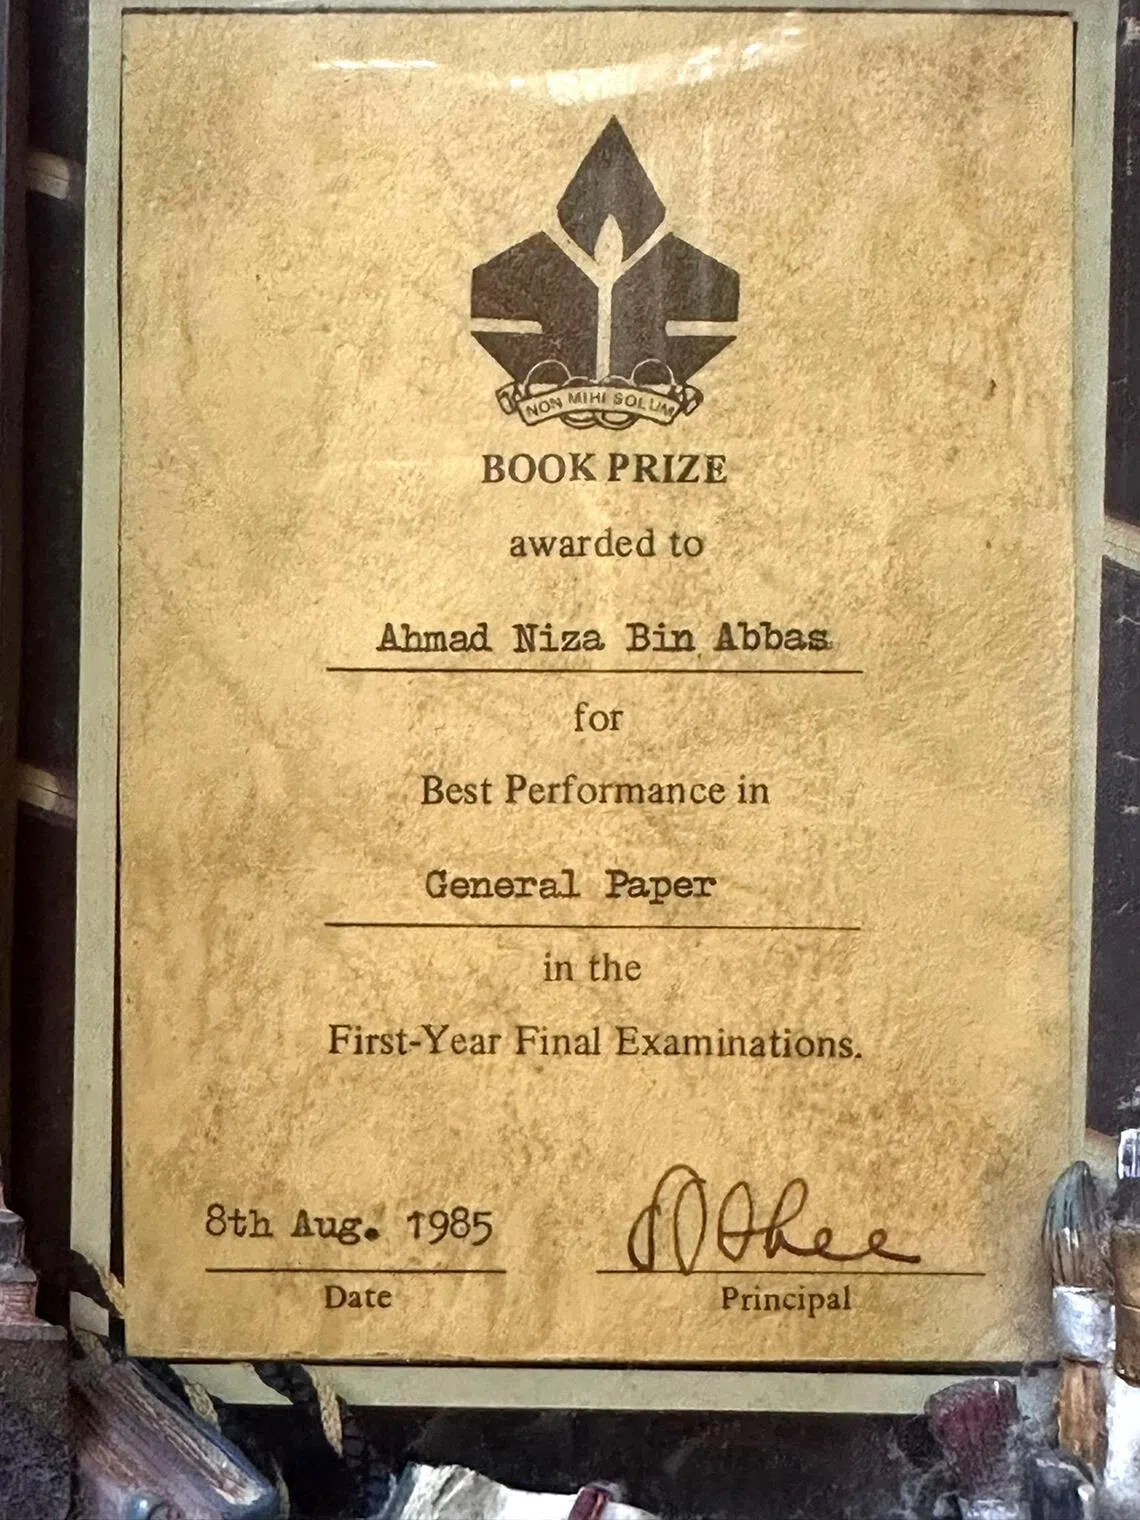 NON MIHI SOLUM
BOOK PRIZE
awarded to
Ahmad Niza Bin Abbas
for
Best Performance in
General Paper
in the
First-Year Final Examinations.
8th Aug. 1985
Date
Principal